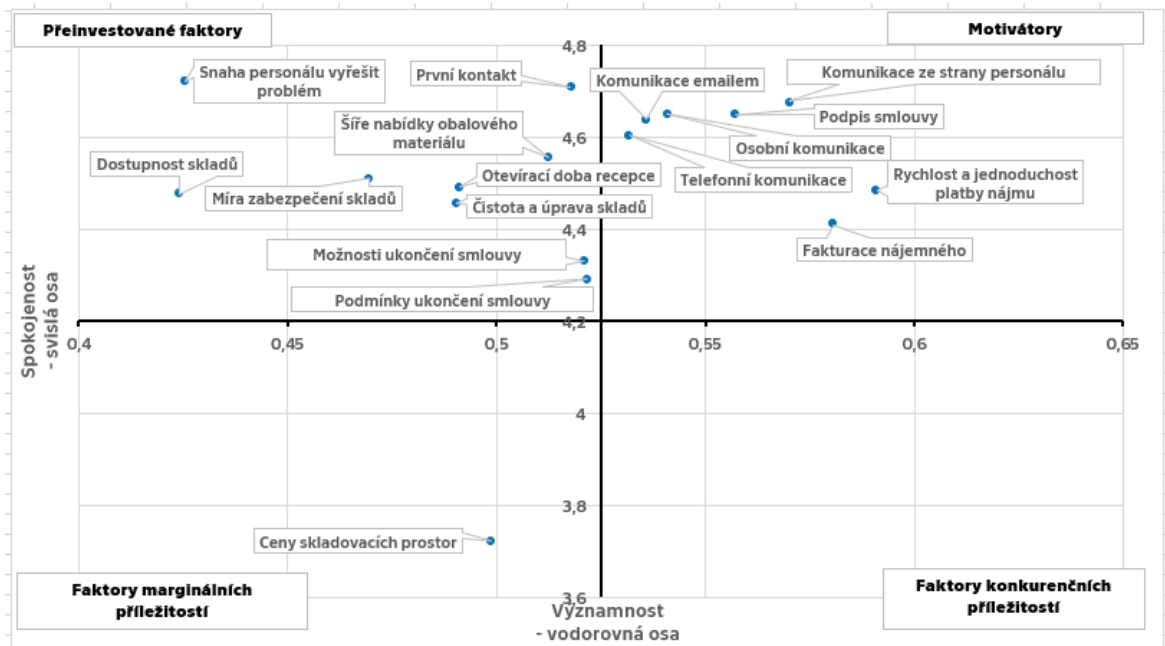 Přeinvestované faktory
Motivátory
4,8
Snaha personálu vyřešit
problém
První kontakt
Komunikace emailem
Komunikace ze strany personálu
Šíře nabídky obalového
materiálu
4,6
Podpis smlouvy
Osobní komunikace
Dostupnost skladů
Míra zabezpečení skladů
Otevírací doba recepce
Telefonní komunikace
Rychlost a jednoduchost
platby nájmu
Čistota a úprava skladů
4,4
Možnosti ukončení smlouvy
Fakturace nájemného
Podmínky ukončení smlouvy
Spokojenost
- svislá osa
4,2
0,4
0,45
0,5
0,55
0,6
0,65
4
3,8
Ceny skladovacích prostor
Faktory marginálních
příležitostí
3,6
Významnost
- vodorovná osa
Faktory konkurenčních
příležitostí